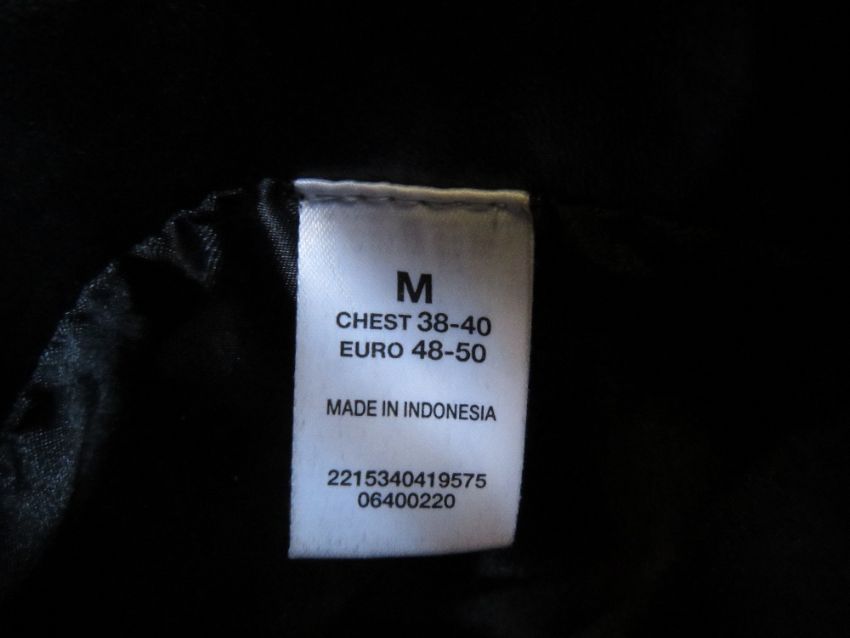 M
CHEST 38-40
EURO 48-50
MADE IN INDONESIA
2215340419575
06400220